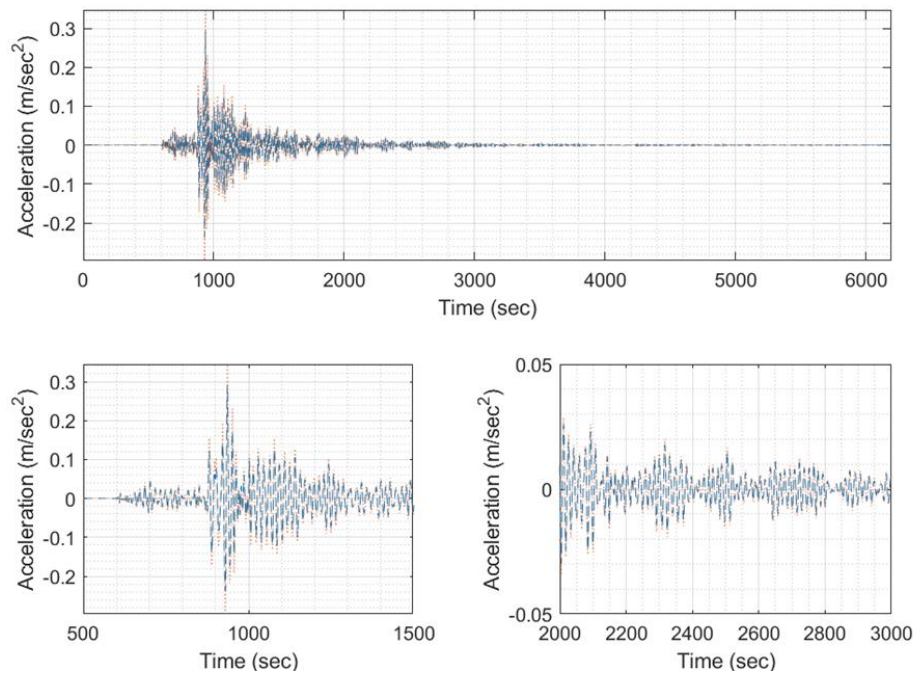 Acceleration (m/sec²)
0.3
0.2
0.1
0
-0.1
-0.2
0 1000 2000 3000 4000 5000 6000
Time (sec)
Acceleration (m/sec²)
0.3
0.2
0.1
0
-0.1
-0.2
500 1000 1500
Time (sec)
Acceleration (m/sec²)
0.05
0
-0.05
2000 2200 2400 2600 2800 3000
Time (sec)